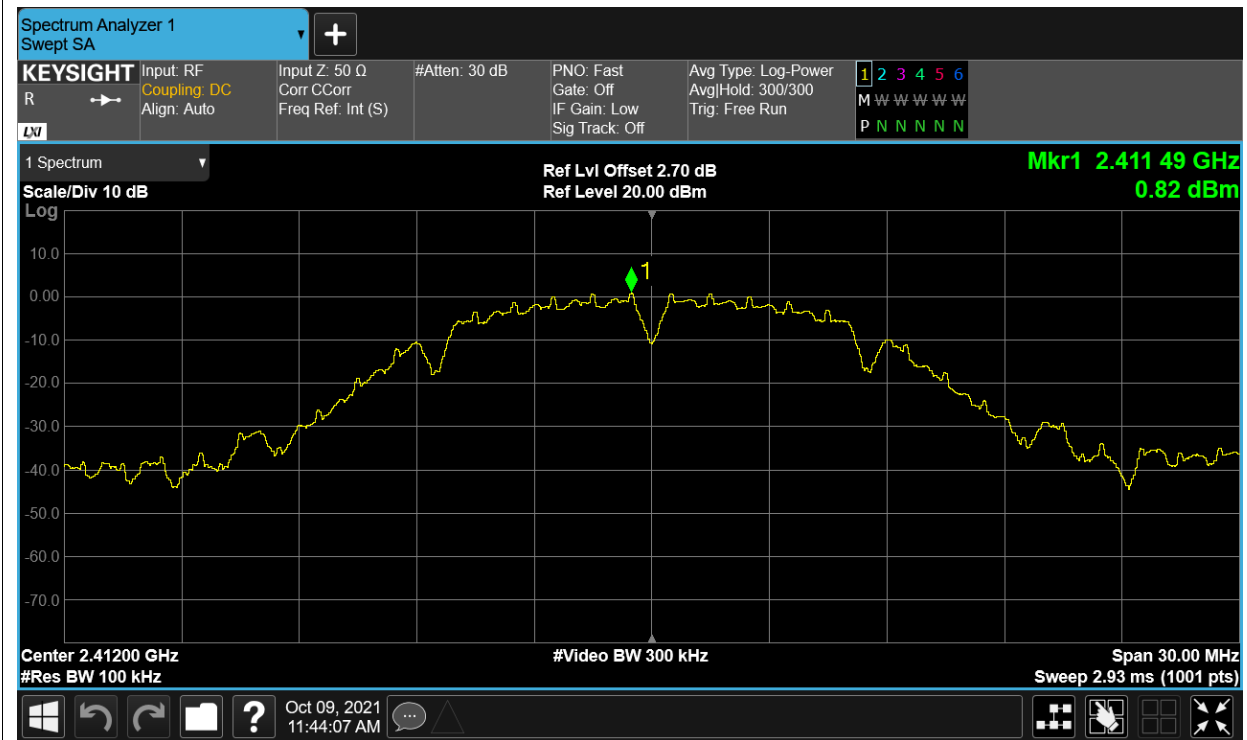 Spectrum Analyzer 1
Swept SA
KEYSIGHT Input: RF Input Z: 50 Ω #Atten: 30 dB PNO: Fast Avg Type: Log-Power 1 2 3 4 5 6
R Coupling: DC Corr CCorr Gate: Off Avg|Hold: 300/300 M W W W W W
Align: Auto Freq Ref: Int (S) IF Gain: Low Trig: Free Run
LXI Sig Track: Off P N N N N N
1 Spectrum
Ref Lvl Offset 2.70 dB Mkr1 2.411 49 GHz
Scale/Div 10 dB Ref Level 20.00 dBm 0.82 dBm
Log
10.0
1
0.00
-10.0
-20.0
-30.0
-40.0
-50.0
-60.0
-70.0
Center 2.41200 GHz #Video BW 300 kHz Span 30.00 MHz
#Res BW 100 kHz Sweep 2.93 ms (1001 pts)
? Oct 09, 2021
11:44:07 AM